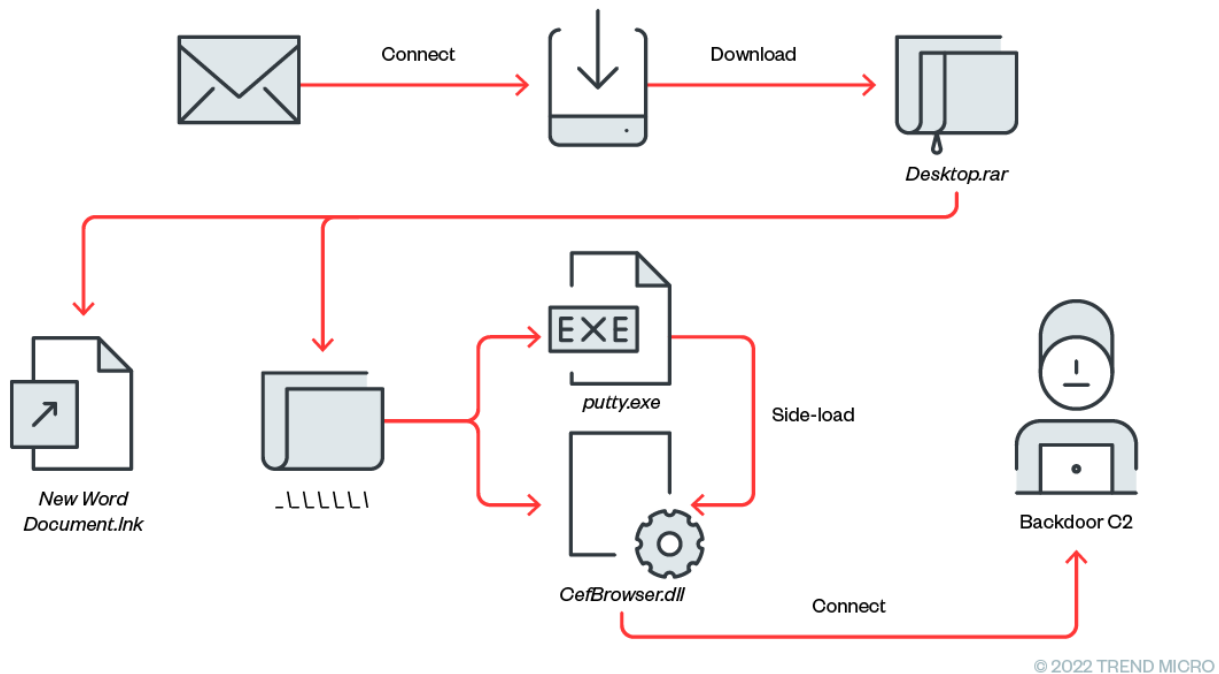 Connect
Download
Desktop.rar
EXE
putty.exe
Side-load
New Word
Document.lnk
Backdoor C2
CefBrowser.dll
Connect
© 2022 TREND MICRO